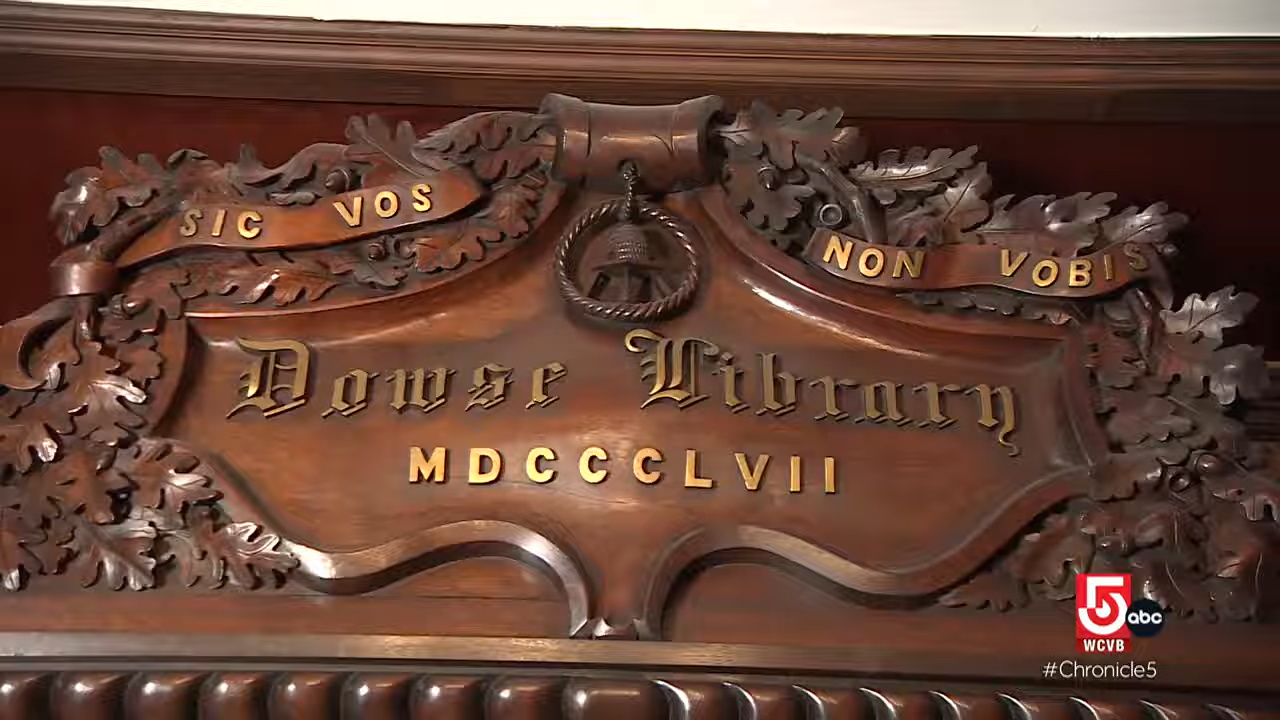 SIC VOS NON VOBIS
Dowse Library
MDCCCLVII
5 abc
WCVB
#Chronicle5